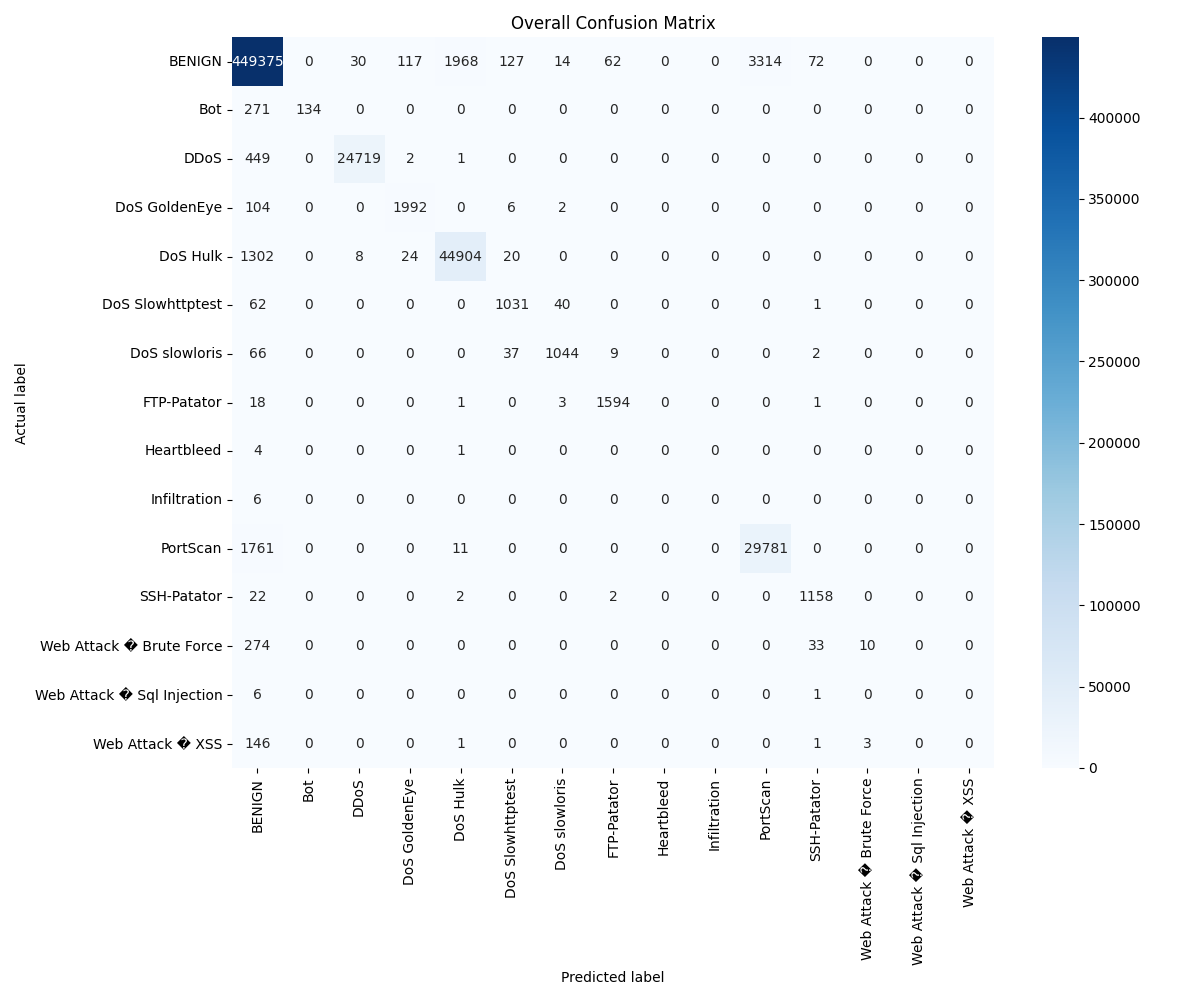 Overall Confusion Matrix
BENIGN 449375 0 30 117 1968 127 14 62 0 0 3314 72 0 0 0
Bot 271 134 0 0 0 0 0 0 0 0 0 0 0 0 0
DDoS 449 0 24719 2 1 0 0 0 0 0 0 0 0 0 0
DoS GoldenEye 104 0 0 1992 0 6 2 0 0 0 0 0 0 0 0
DoS Hulk 1302 0 8 24 44904 20 0 0 0 0 0 0 0 0 0
DoS Slowhttptest 62 0 0 0 0 1031 40 0 0 0 0 1 0 0 0
DoS slowloris 66 0 0 0 0 37 1044 9 0 0 0 2 0 0 0
FTP-Patator 18 0 0 0 1 0 3 1594 0 0 0 1 0 0 0
Heartbleed 4 0 0 0 1 0 0 0 0 0 0 0 0 0 0
Infiltration 6 0 0 0 0 0 0 0 0 0 0 0 0 0 0
PortScan 1761 0 0 0 11 0 0 0 0 0 29781 0 0 0 0
SSH-Patator 22 0 0 0 2 0 0 2 0 0 0 1158 0 0 0
Web Attack � Brute Force 274 0 0 0 0 0 0 0 0 0 0 33 10 0 0
Web Attack � Sql Injection 6 0 0 0 0 0 0 0 0 0 0 1 0 0 0
Web Attack � XSS 146 0 0 0 1 0 0 0 0 0 0 1 3 0 0
Actual label
BENIGN
Bot
DDoS
DoS GoldenEye
DoS Hulk
DoS Slowhttptest
DoS slowloris
FTP-Patator
Heartbleed
Infiltration
PortScan
SSH-Patator
Web Attack � Brute Force
Web Attack � Sql Injection
Web Attack � XSS
Predicted label
400000
350000
300000
250000
200000
150000
100000
50000
0